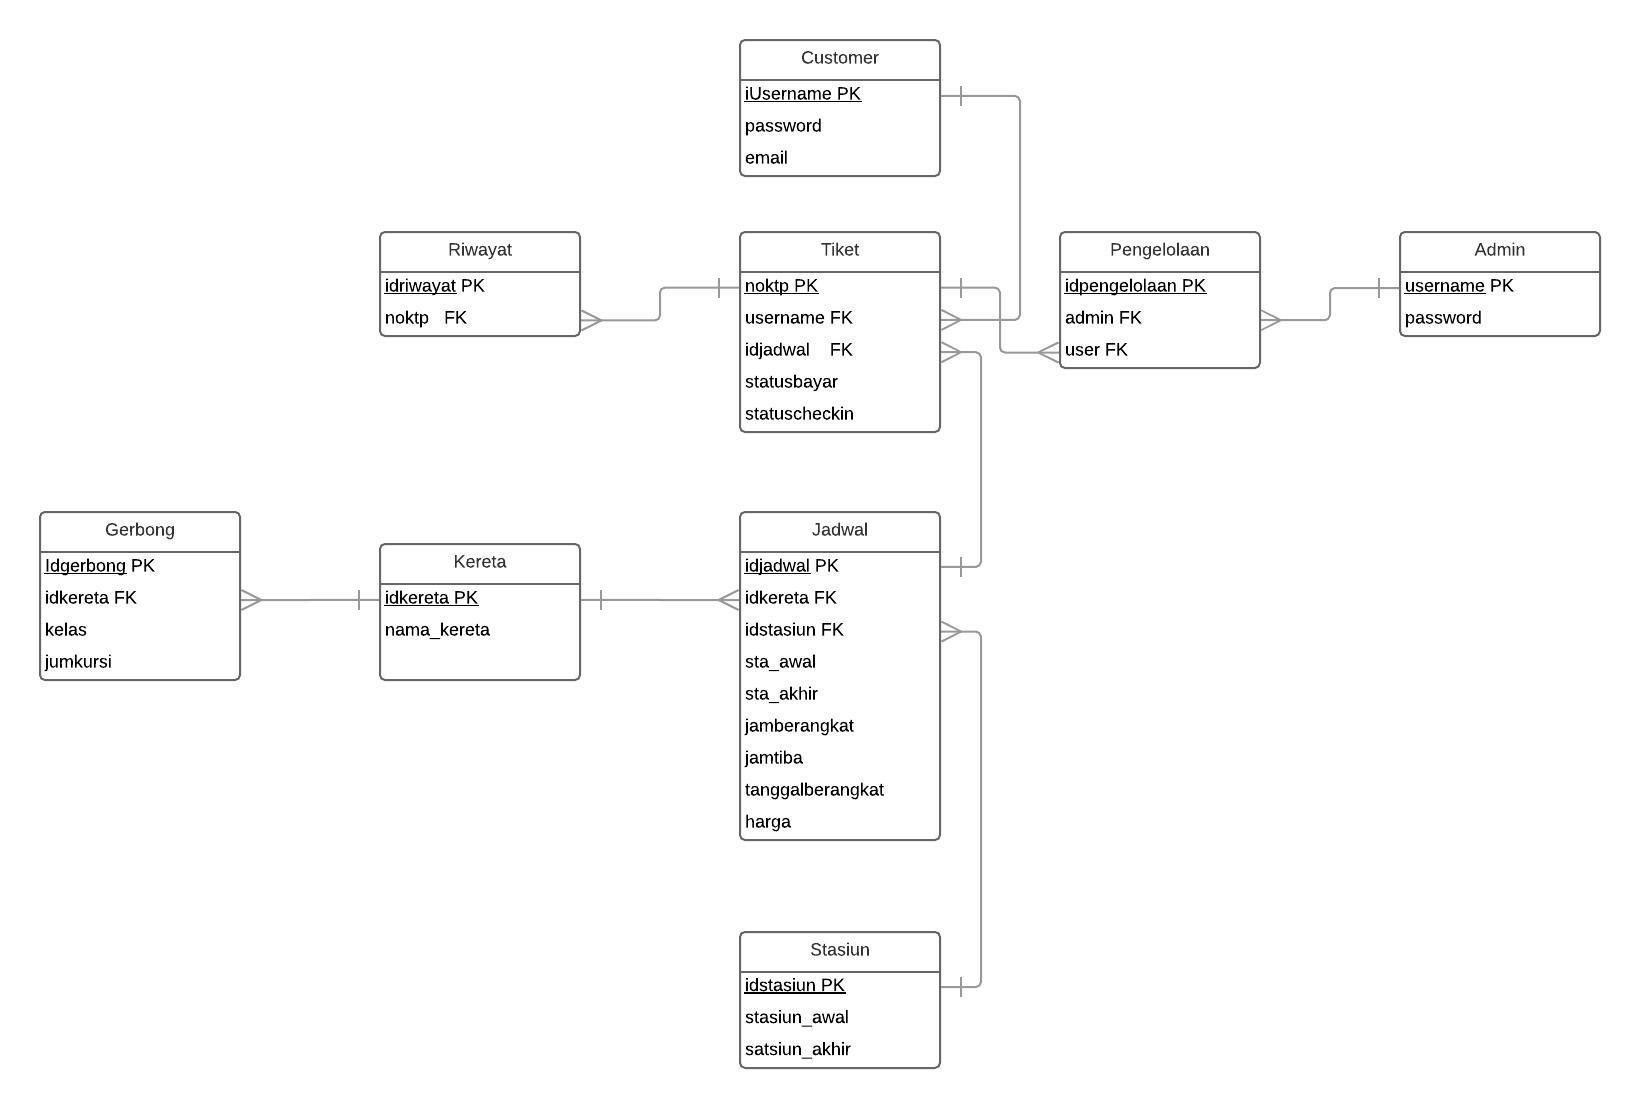 Customer
iUsername PK
password
email
Riwayat
idriwayat PK
noktp FK
Tiket
noktp PK
username FK
idjadwal FK
statusbayar
statuscheckin
Pengelolaan
idpengelolaan PK
admin FK
user FK
Admin
username PK
password
Gerbong
Idgerbong PK
idkereta FK
kelas
jumkursi
Kereta
idkereta PK
nama_kereta
Jadwal
idjadwal PK
idkereta FK
idstasiun FK
sta_awal
sta_akhir
jamberangkat
jamtiba
tanggalberangkat
harga
Stasiun
idstasiun PK
stasiun_awal
satsiun_akhir